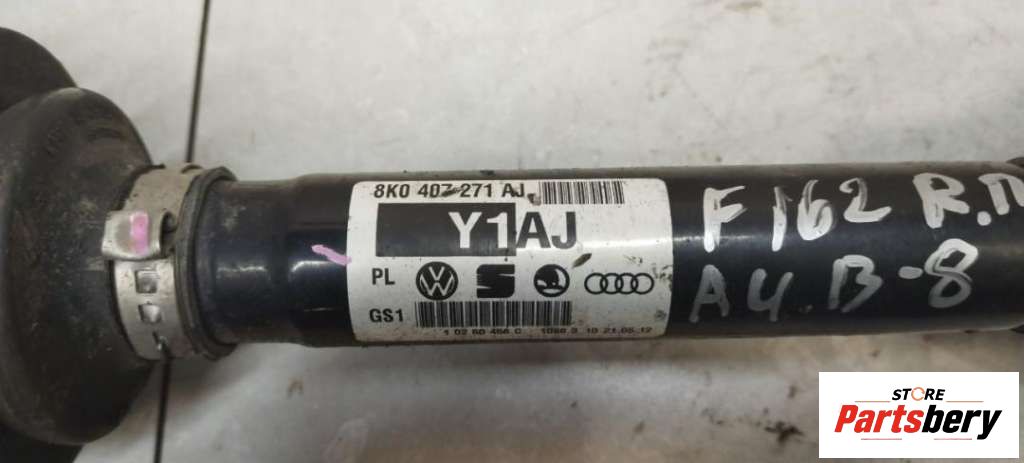 8K0 407 271 AJ
Y1AJ
PL
GS1
F162 R.П
A4.B-8
STORE
Partsbery